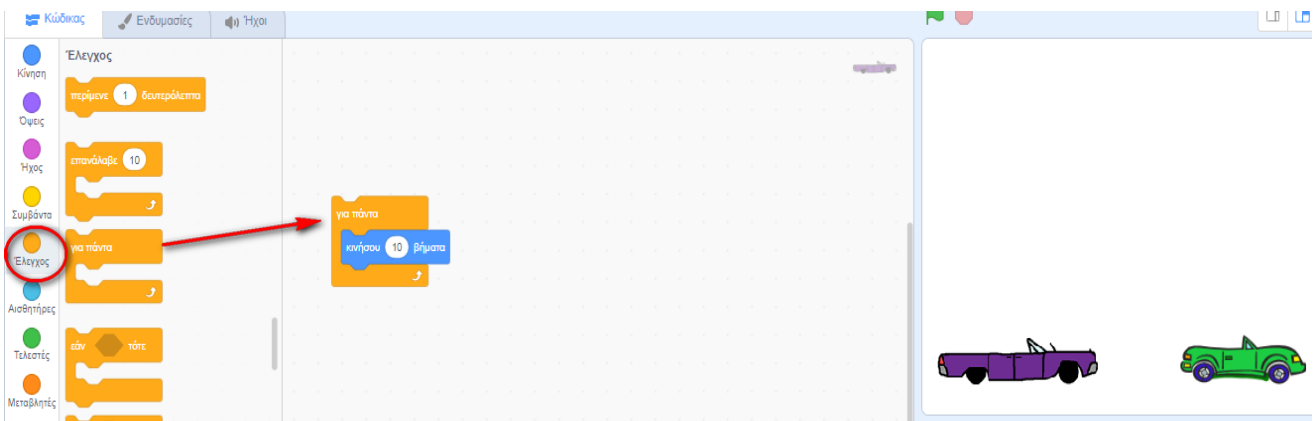 Κώδικας
Ενδυμασίες
Ήχοι
Κίνηση
Όψεις
Ήχος
Συμβάντα
Έλεγχος
Αισθητήρες
Τελεστές
Μεταβλητές
Έλεγχος
περίμενε 1 δευτερόλεπτα
επανάλαβε 10
για πάντα
εάν τότε
για πάντα
κινήσου 10 βήματα